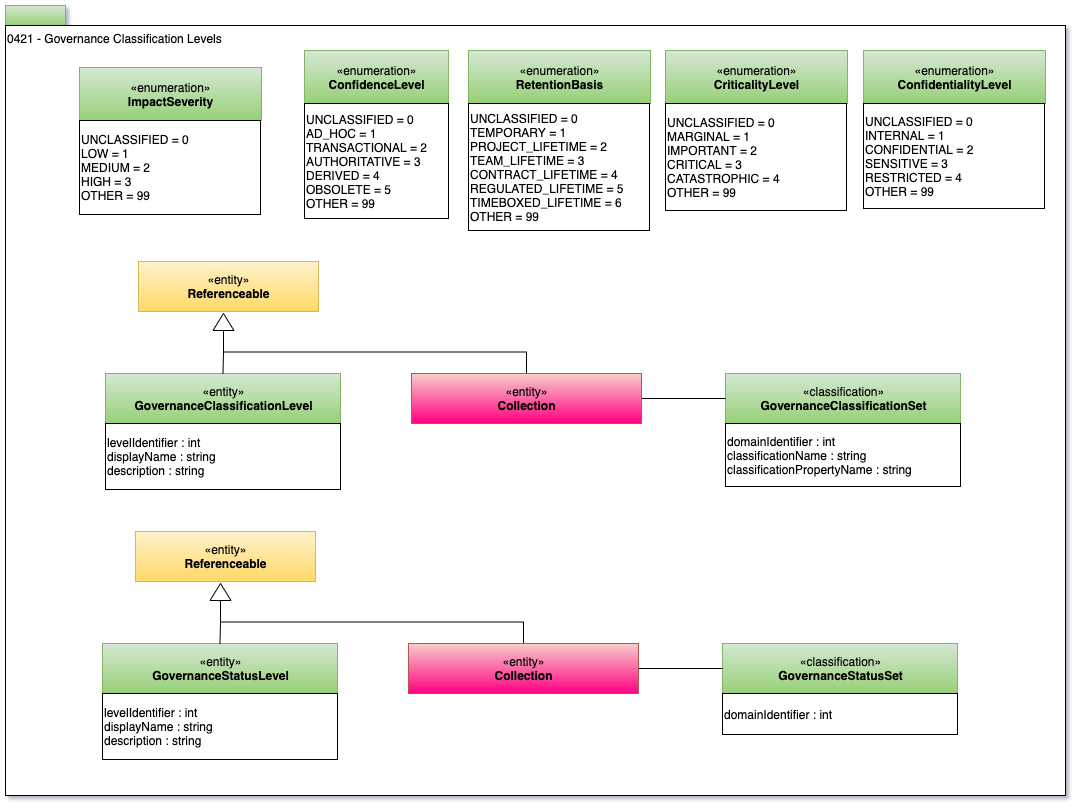 0421 - Governance Classification Levels
«enumeration»
ImpactSeverity
UNCLASSIFIED = 0
LOW = 1
MEDIUM = 2
HIGH = 3
OTHER = 99
«enumeration»
ConfidenceLevel
UNCLASSIFIED = 0
AD_HOC = 1
TRANSACTIONAL = 2
AUTHORITATIVE = 3
DERIVED = 4
OBSOLETE = 5
OTHER = 99
«enumeration»
RetentionBasis
UNCLASSIFIED = 0
TEMPORARY = 1
PROJECT_LIFETIME = 2
TEAM_LIFETIME = 3
CONTRACT_LIFETIME = 4
REGULATED_LIFETIME = 5
TIMEBOXED_LIFETIME = 6
OTHER = 99
«enumeration»
CriticalityLevel
UNCLASSIFIED = 0
MARGINAL = 1
IMPORTANT = 2
CRITICAL = 3
CATASTROPHIC = 4
OTHER = 99
«enumeration»
ConfidentialityLevel
UNCLASSIFIED = 0
INTERNAL = 1
CONFIDENTIAL = 2
SENSITIVE = 3
RESTRICTED = 4
OTHER = 99
«entity»
Referenceable
«entity»
GovernanceClassificationLevel
levelIdentifier : int
displayName : string
description : string
«entity»
Collection
«classification»
GovernanceClassificationSet
domainIdentifier : int
classificationName : string
classificationPropertyName : string
«entity»
Referenceable
«entity»
GovernanceStatusLevel
levelIdentifier : int
displayName : string
description : string
«entity»
Collection
«classification»
GovernanceStatusSet
domainIdentifier : int